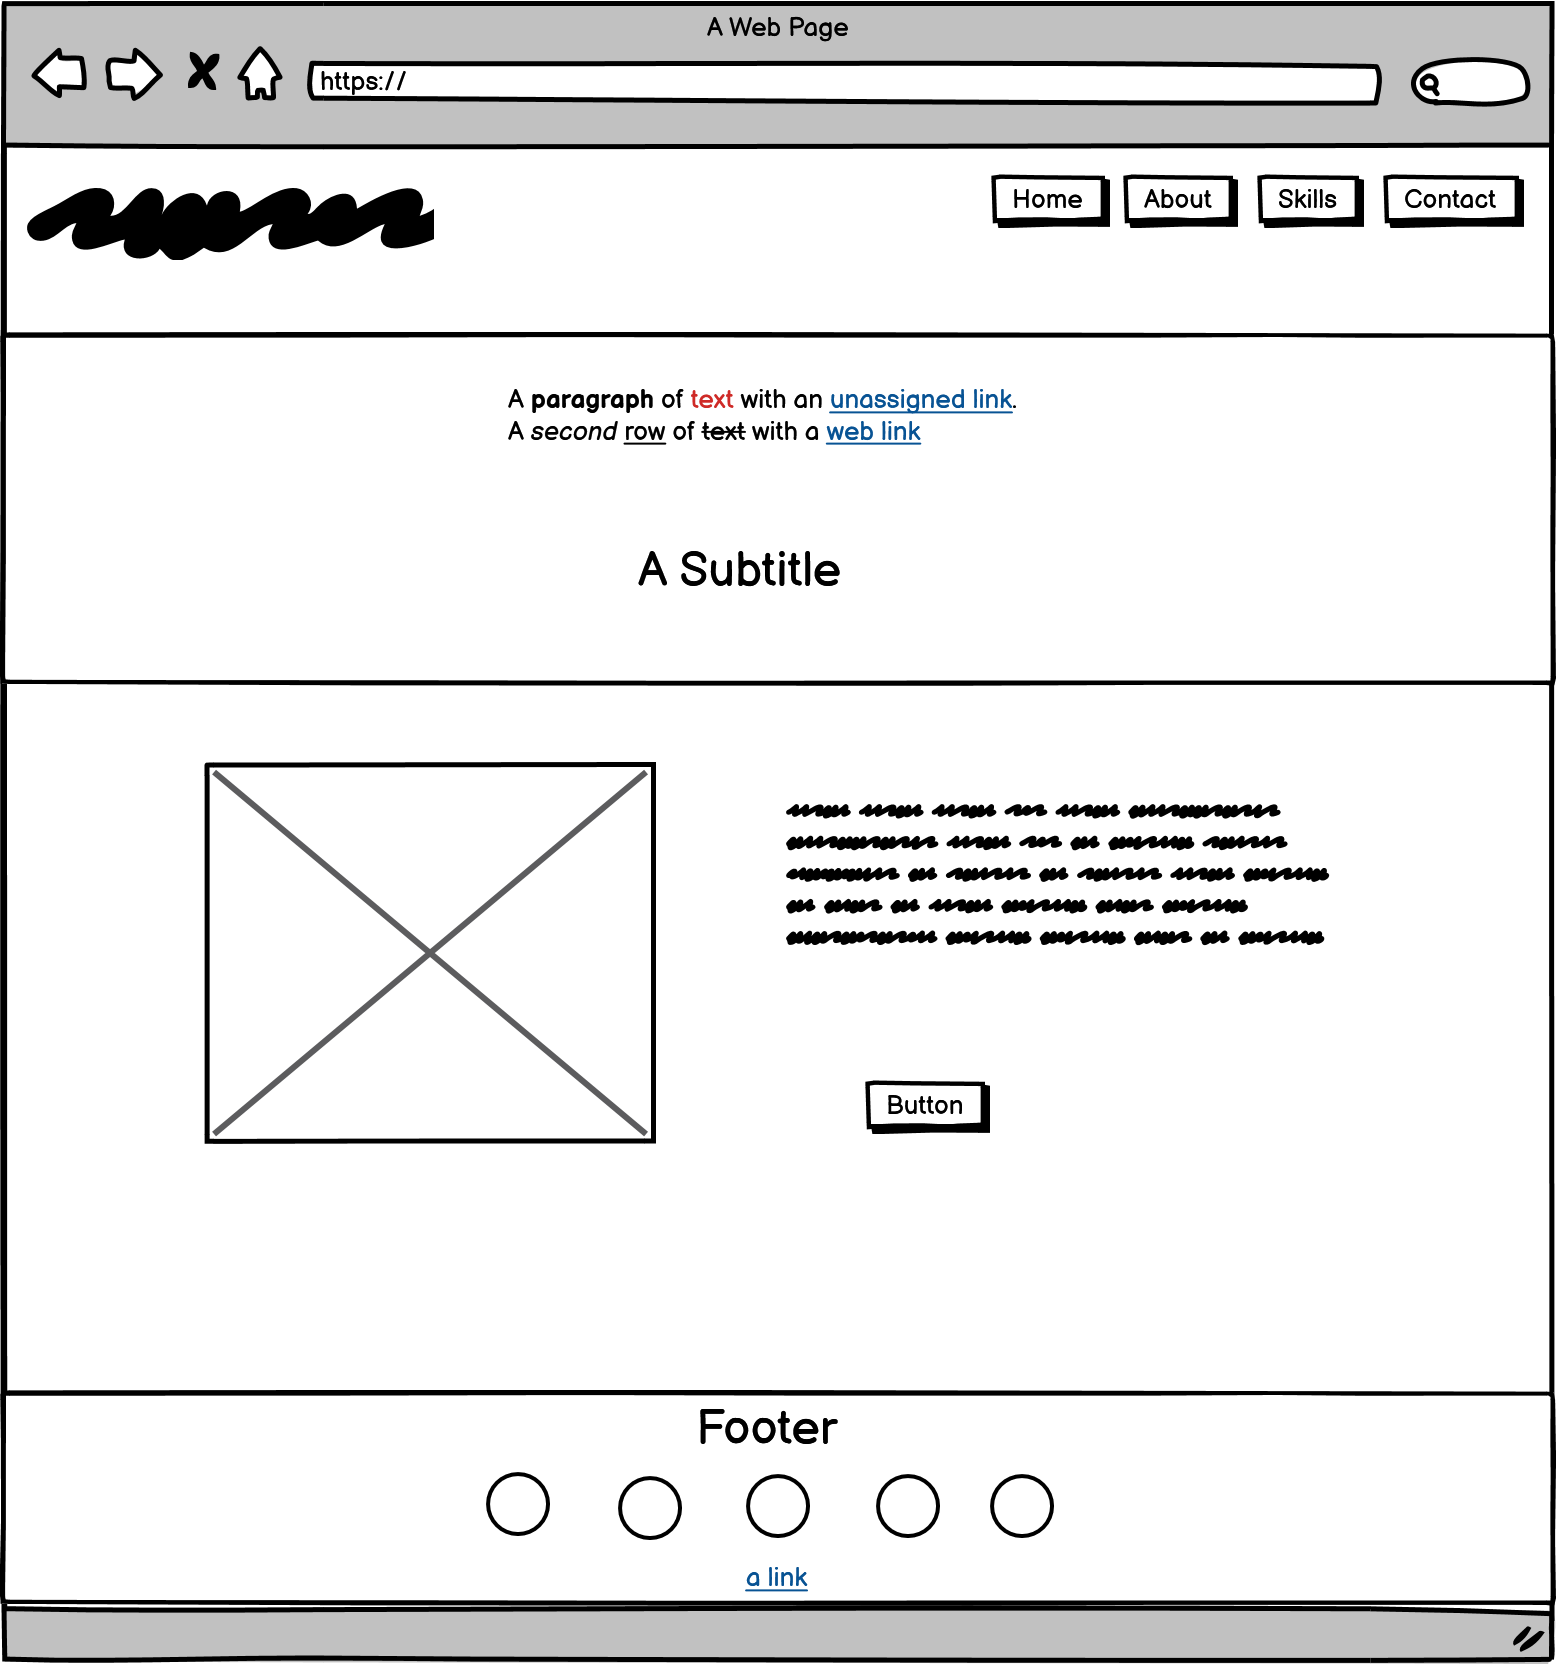 A Web Page
https://
Home About Skills Contact
A paragraph of text with an unassigned link.
A second row of text with a web link
A Subtitle
Button
Footer
a link